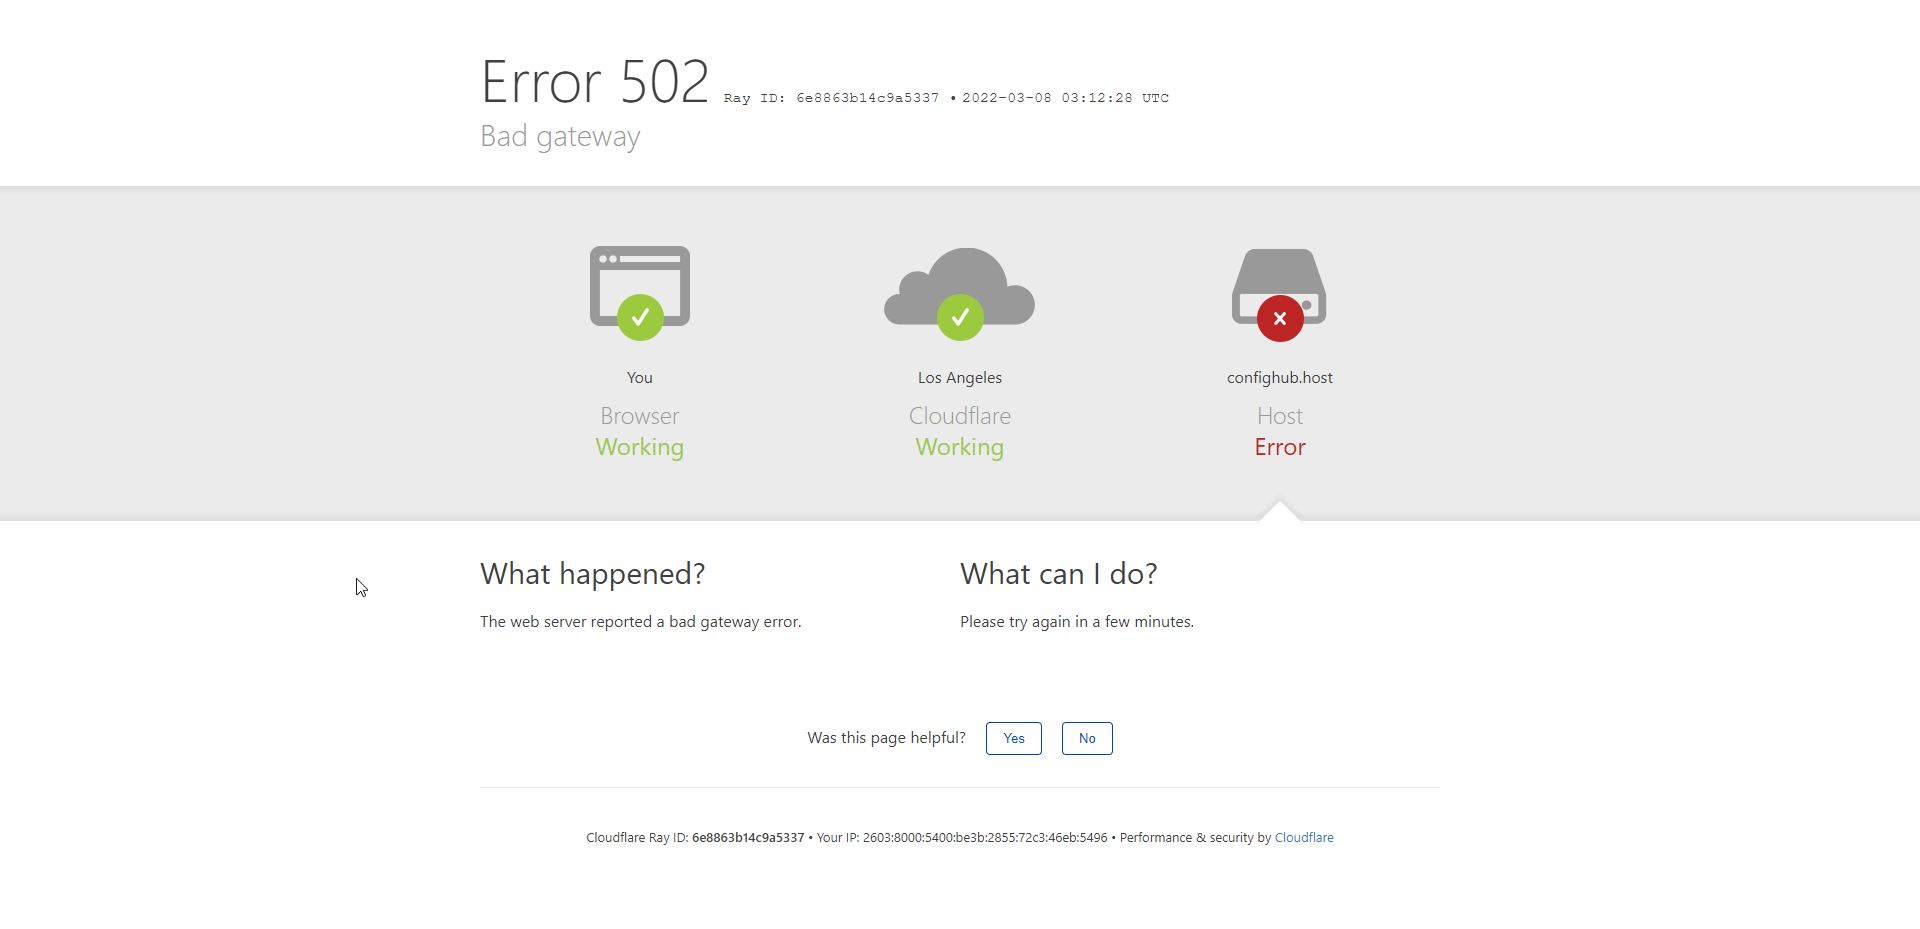 Error 502 Ray ID: 6e8863b14c9a5337 • 2022-03-08 03:12:28 UTC
Bad gateway
You
Browser
Working
Los Angeles
Cloudflare
Working
confighub.host
Host
Error
What happened?
The web server reported a bad gateway error.
What can I do?
Please try again in a few minutes.
Was this page helpful? Yes No
Cloudflare Ray ID: 6e8863b14c9a5337 • Your IP: 2603:8000:5400:be3b:2855:72c3:46eb:5496 • Performance & security by Cloudflare